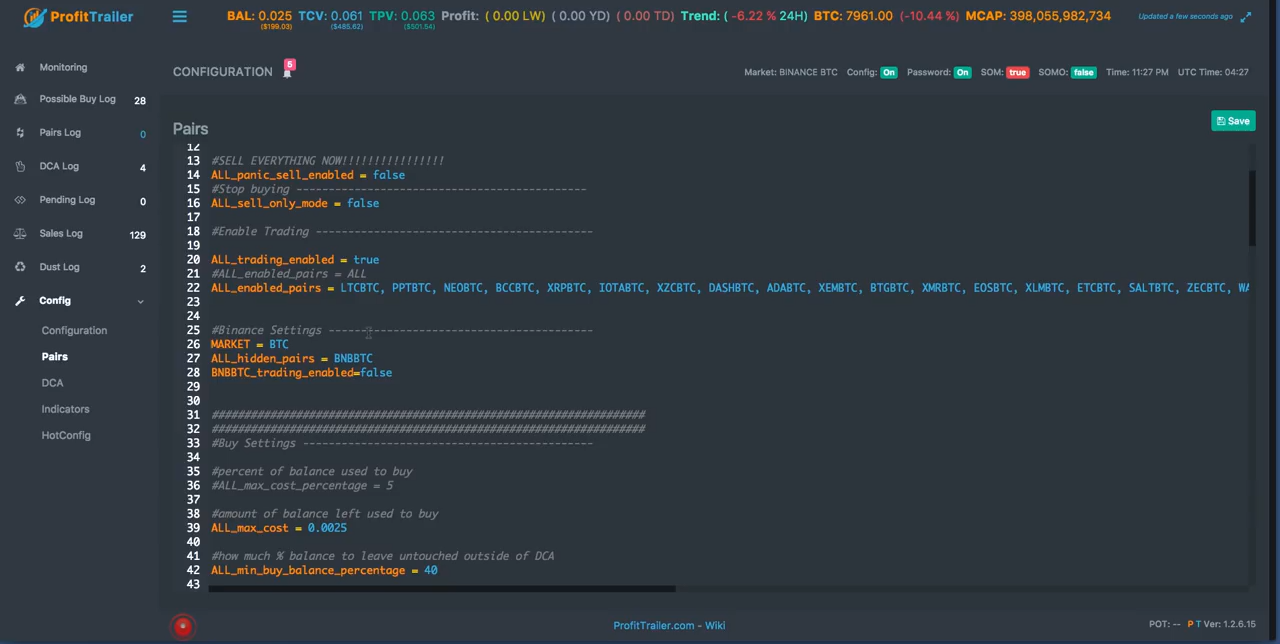 ProfitTrailer
BAL: 0.025 TCV: 0.061 TPV: 0.063 Profit: ( 0.00 LW) ( 0.00 YD) ( 0.00 TD) Trend: ( -6.22 % 24H) BTC: 7961.00 (-10.44 %) MCAP: 398,055,982,734
($199.03) ($485.62) ($501.54)
Updated a few seconds ago
Monitoring
Possible Buy Log 28
Pairs Log 0
DCA Log 4
Pending Log 0
Sales Log 129
Dust Log 2
Config
Configuration
Pairs
DCA
Indicators
HotConfig
CONFIGURATION 5
Market: BINANCE BTC Config: On Password: On SOM: true SOMO: false Time: 11:27 PM UTC Time: 04:27
Pairs
Save
12
13 #SELL EVERYTHING NOW!!!!!!!!!!!!!!!!
14 ALL_panic_sell_enabled = false
15 #Stop buying ---------------------------------------------
16 ALL_sell_only_mode = false
17
18 #Enable Trading -------------------------------------------
19
20 ALL_trading_enabled = true
21 #ALL_enabled_pairs = ALL
22 ALL_enabled_pairs = LTCBTC, PPTBTC, NEOBTC, BCCBTC, XRPBTC, IOTABTC, XZCBTC, DASHBTC, ADABTC, XEMBTC, BTGBTC, XMRBTC, EOSBTC, XLMBTC, ETCBTC, SALTBTC, ZECBTC, WA
23
24
25 #Binance Settings -----------------------------------------
26 MARKET = BTC
27 ALL_hidden_pairs = BNBBTC
28 BNBBTC_trading_enabled=false
29
30
31 ###################################################################
32 ###################################################################
33 #Buy Settings ---------------------------------------------
34
35 #percent of balance used to buy
36 #ALL_max_cost_percentage = 5
37
38 #amount of balance left used to buy
39 ALL_max_cost = 0.0025
40
41 #how much % balance to leave untouched outside of DCA
42 ALL_min_buy_balance_percentage = 40
43
ProfitTrailer.com - Wiki
POT: -- PT Ver: 1.2.6.15